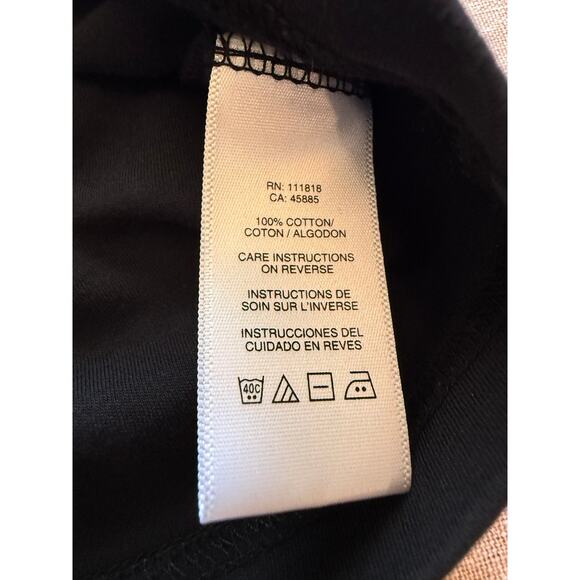 RN: 111818
CA: 45885
100% COTTON/
COTON / ALGODON
CARE INSTRUCTIONS
ON REVERSE
INSTRUCTIONS DE
SOIN SUR L'INVERSE
INSTRUCCIONES DEL
CUIDADO EN REVES
40C